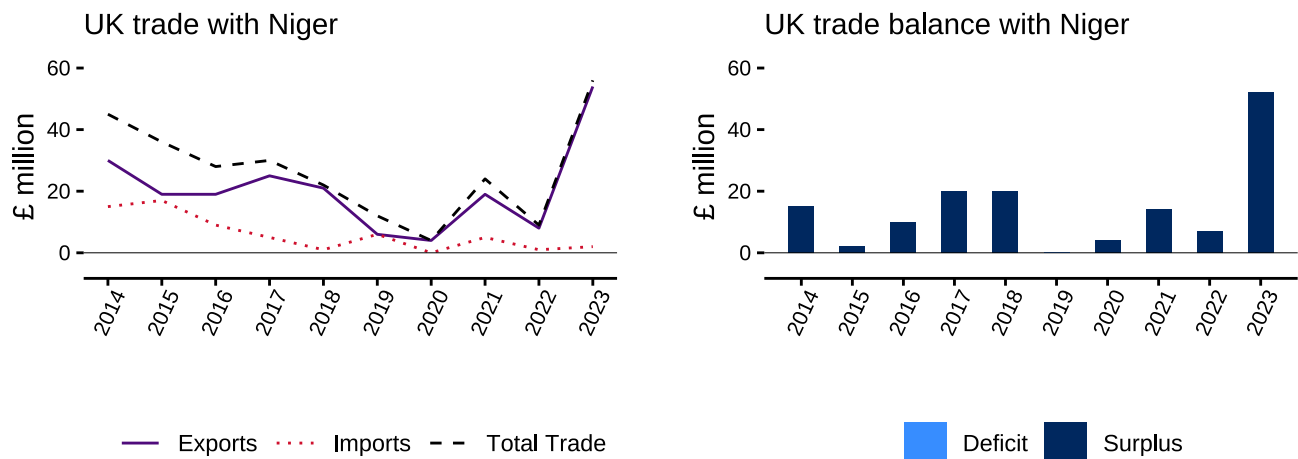 UK trade with Niger
60
40
20
0
£ million
2014 2015 2016 2017 2018 2019 2020 2021 2022 2023
Exports Imports Total Trade
UK trade balance with Niger
60
40
20
0
£ million
2014 2015 2016 2017 2018 2019 2020 2021 2022 2023
Deficit Surplus